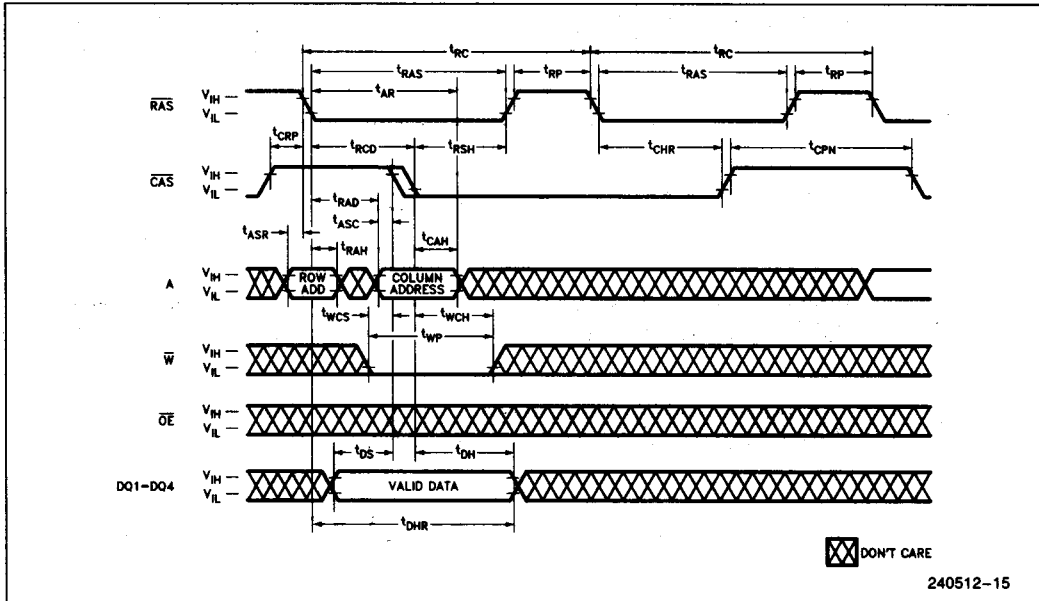 tRC tRC
tRAS tRP tRAS tRP
tAR
RAS VIH VIL
tCRP tRCD tRSH tCHR tCPN
CAS VIH VIL
tRAD
tASC
tASR tRAH tCAH
A VIH VIL ROW ADD COLUMN ADDRESS
tWCS tWCH
tWP
W VIH VIL
OE VIH VIL
tDS tDH
DQ1-DQ4 VIH VIL VALID DATA
tDHR
DON'T CARE
240512-15